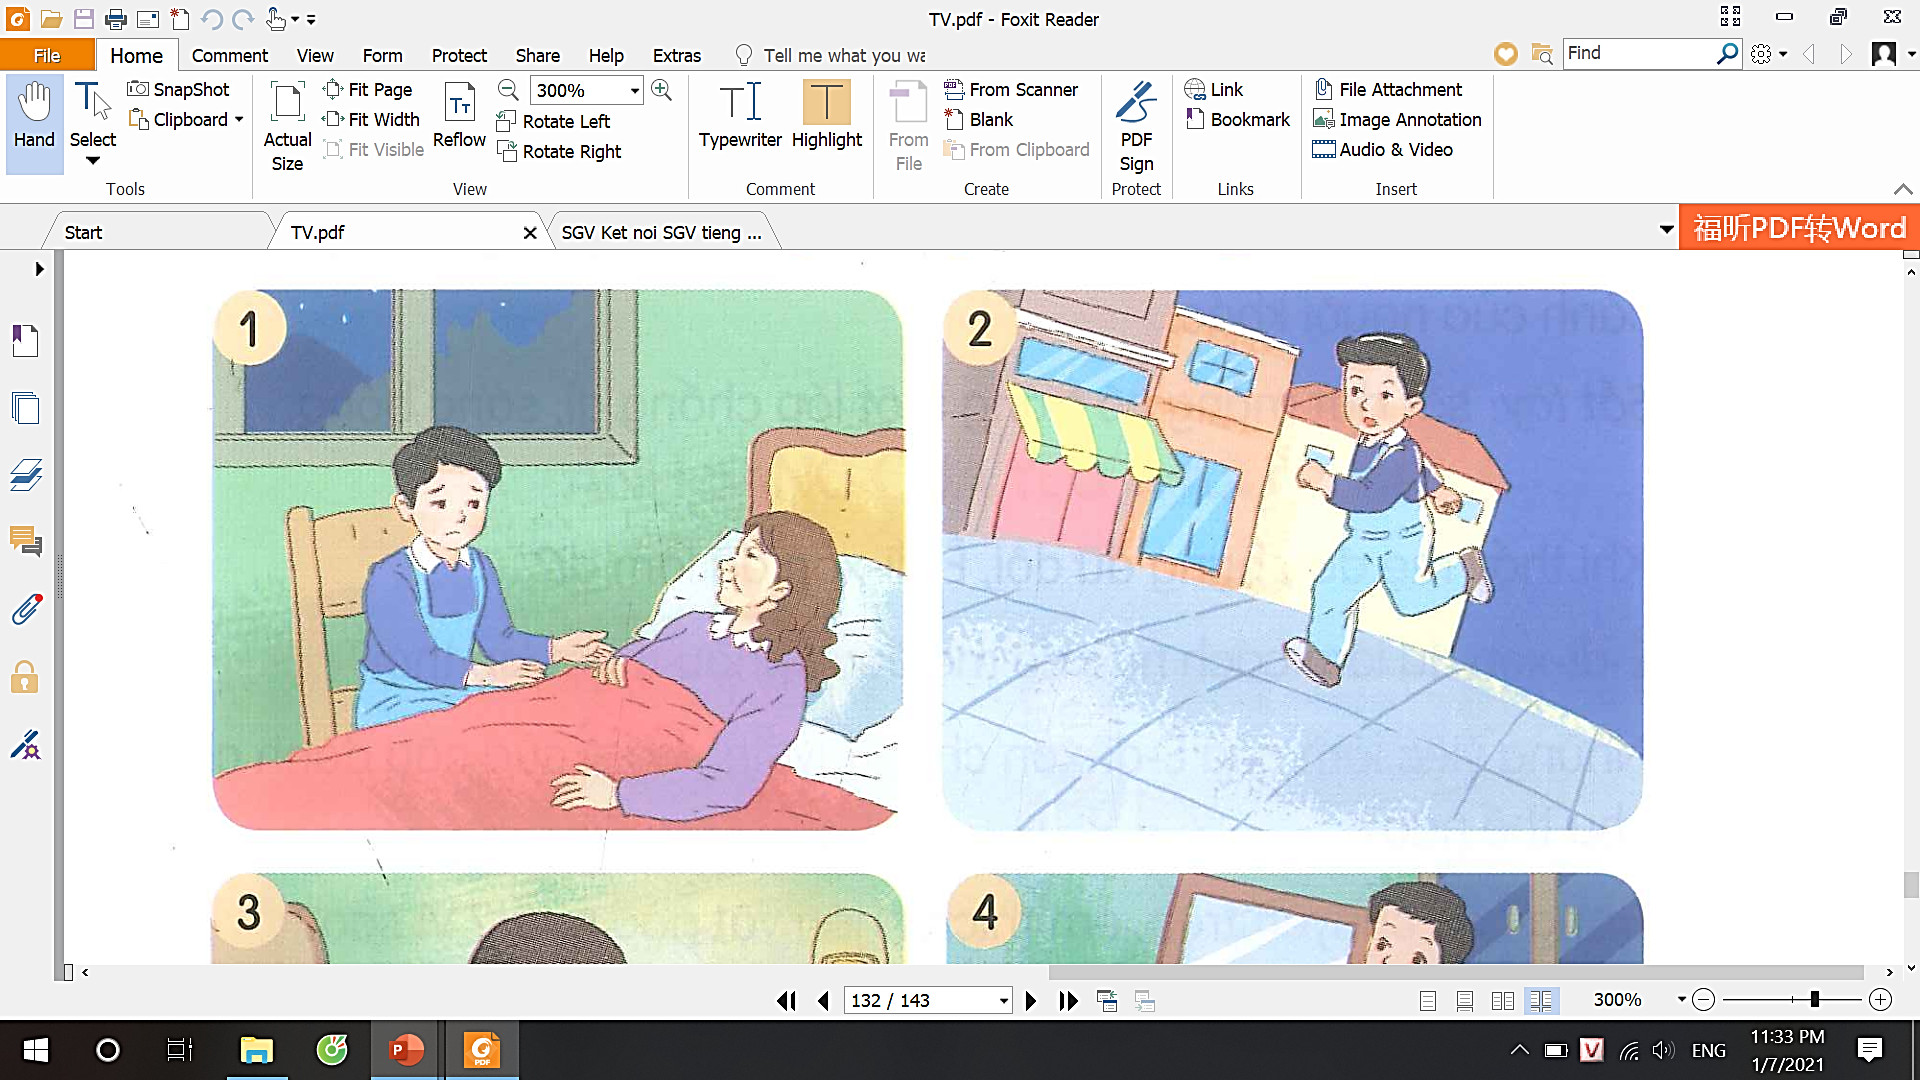 TV.pdf - Foxit Reader
File Home Comment View Form Protect Share Help Extras Tell me what you wa
Find
Hand
Select
SnapShot
Clipboard
Tools
Actual Size
Fit Page
Fit Width
Fit Visible
Reflow
300%
Rotate Left
Rotate Right
View
Typewriter
Highlight
Comment
From File
From Scanner
Blank
From Clipboard
Create
PDF Sign
Protect
Link
Bookmark
Links
File Attachment
Image Annotation
Audio & Video
Insert
Start
TV.pdf
SGV Ket noi SGV tieng ...
福昕PDF转Word
1
2
3
4
132 / 143
300%
ENG
11:33 PM
1/7/2021